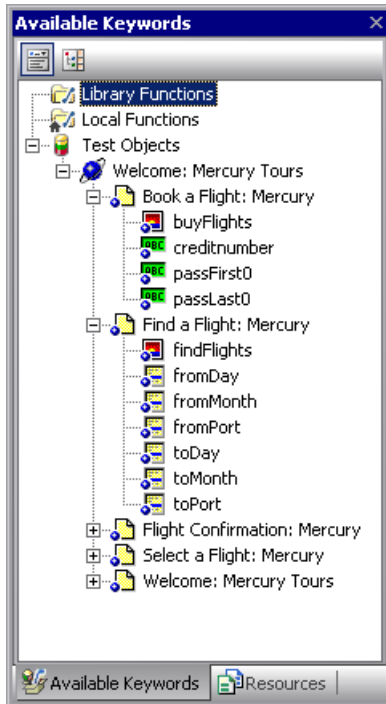 Available Keywords
Library Functions
Local Functions
Test Objects
Welcome: Mercury Tours
Book a Flight: Mercury
buyFlights
creditnumber
passFirst0
passLast0
Find a Flight: Mercury
findFlights
fromDay
fromMonth
fromPort
toDay
toMonth
toPort
Flight Confirmation: Mercury
Select a Flight: Mercury
Welcome: Mercury Tours
Available Keywords Resources